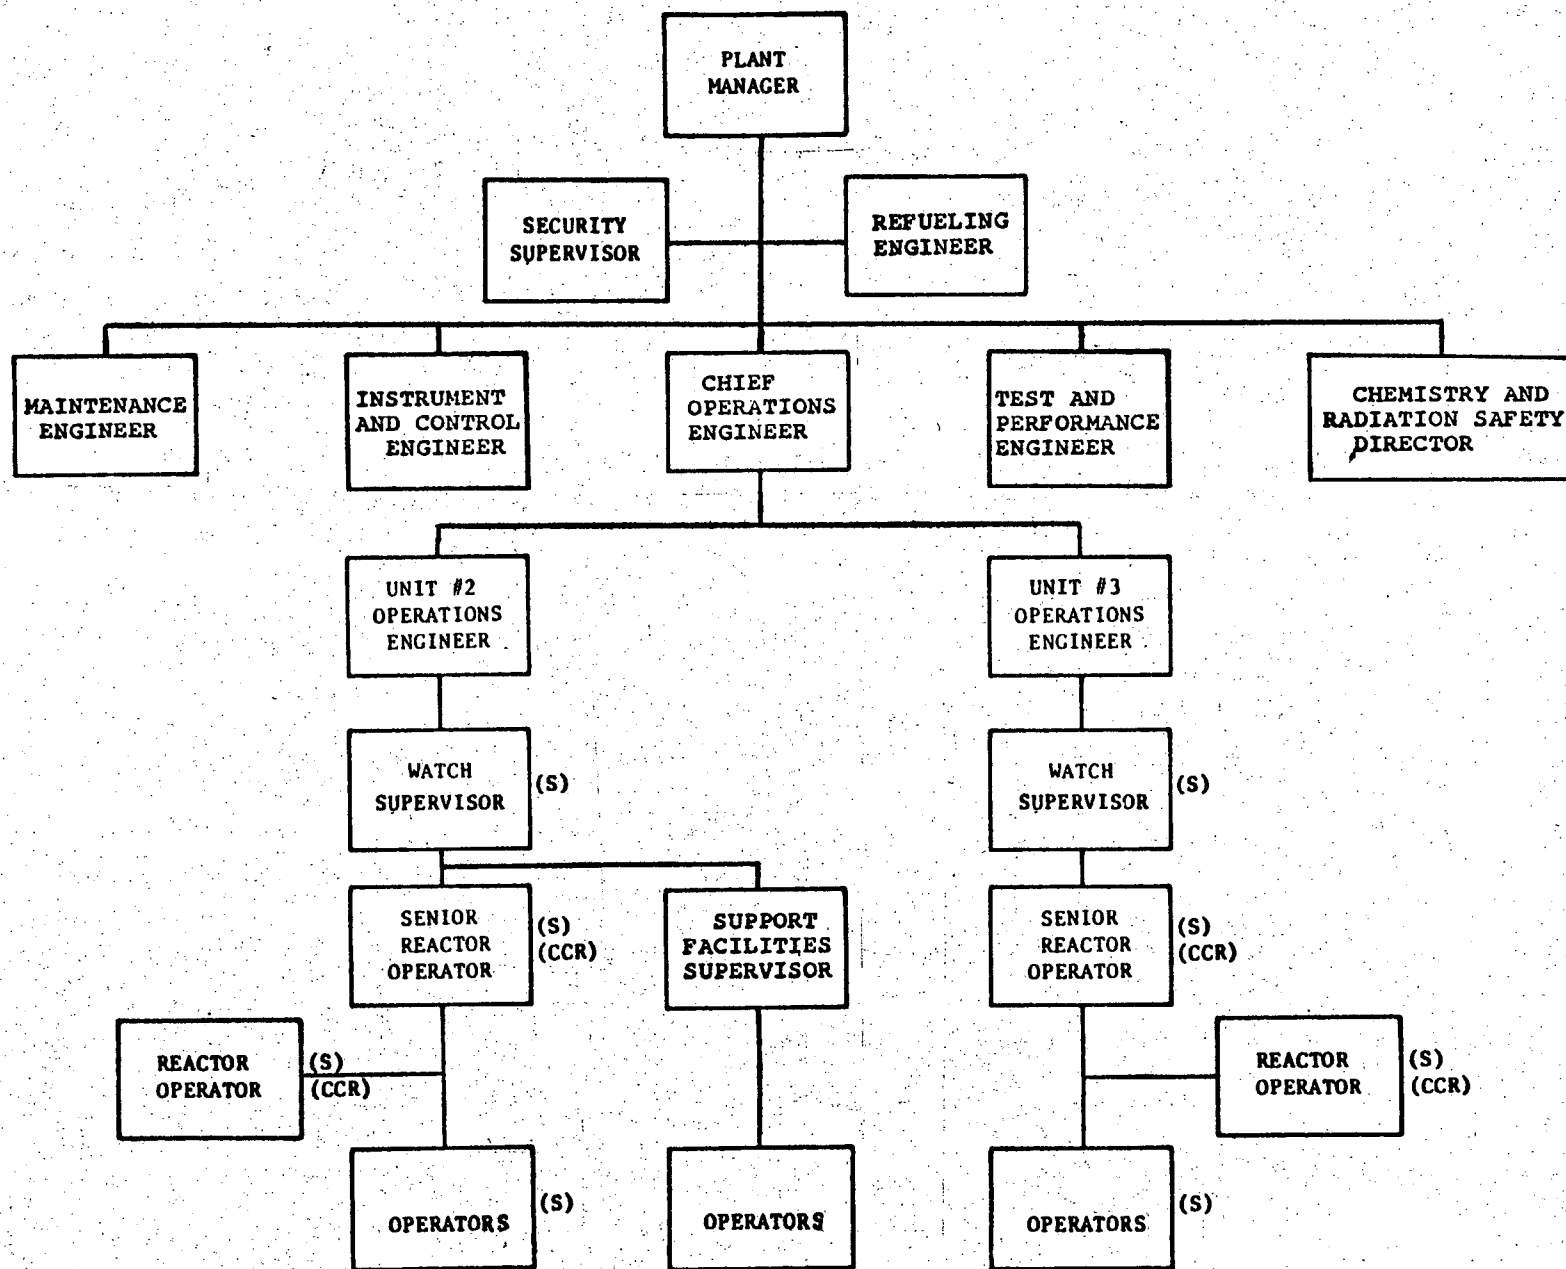 PLANT
MANAGER
SECURITY
SUPERVISOR
REFUELING
ENGINEER
MAINTENANCE
ENGINEER
INSTRUMENT
AND CONTROL
ENGINEER
CHIEF
OPERATIONS
ENGINEER
TEST AND
PERFORMANCE
ENGINEER
CHEMISTRY AND
RADIATION SAFETY
DIRECTOR
UNIT #2
OPERATIONS
ENGINEER
UNIT #3
OPERATIONS
ENGINEER
WATCH
SUPERVISOR
(S)
WATCH
SUPERVISOR
(S)
SENIOR
REACTOR
OPERATOR
(S)
(CCR)
SUPPORT
FACILITIES
SUPERVISOR
SENIOR
REACTOR
OPERATOR
(S)
(CCR)
REACTOR
OPERATOR
(S)
(CCR)
REACTOR
OPERATOR
(S)
(CCR)
OPERATORS
(S)
OPERATORS
OPERATORS
(S)